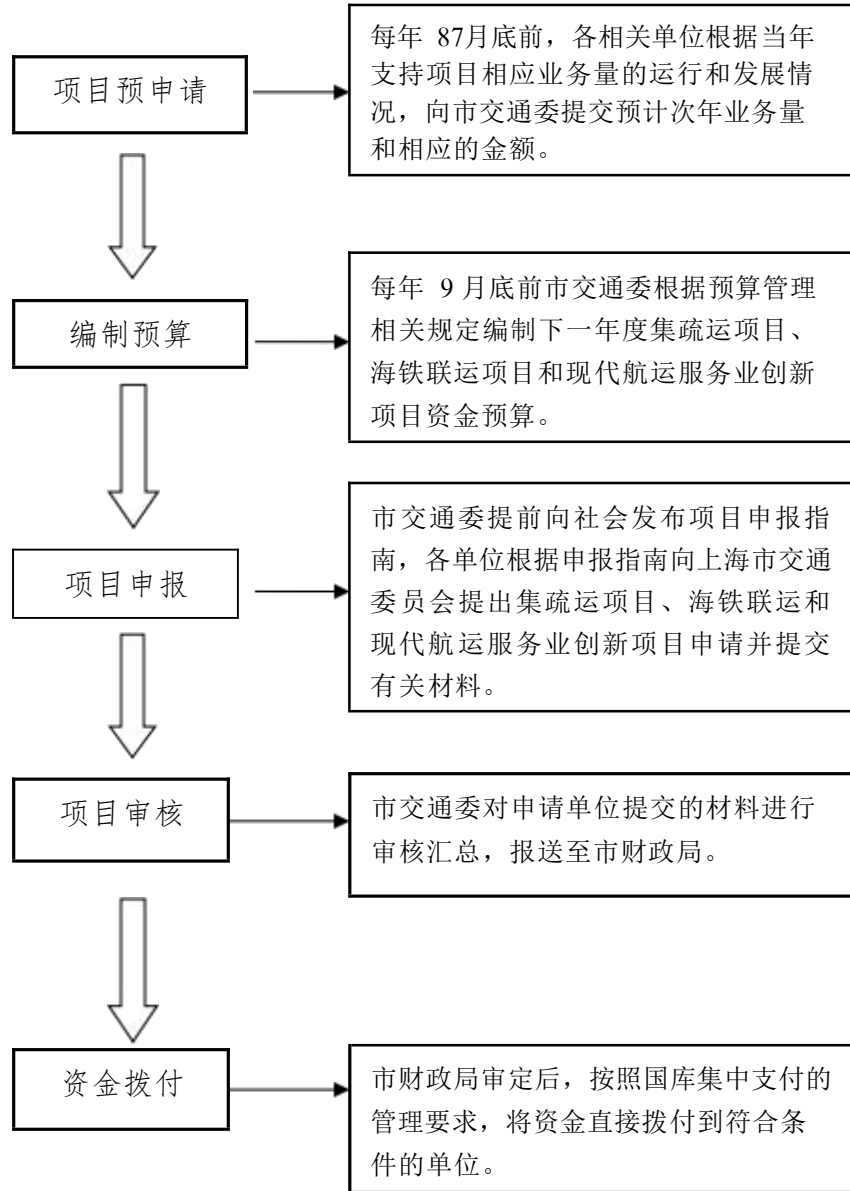 项目预申请
每年 87月底前，各相关单位根据当年
支持项目相应业务量的运行和发展情
况，向市交通委提交预计次年业务量
和相应的金额。
编制预算
每年 9 月底前市交通委根据预算管理
相关规定编制下一年度集疏运项目、
海铁联运项目和现代航运服务业创新
项目资金预算。
项目申报
市交通委提前向社会发布项目申报指
南，各单位根据申报指南向上海市交通
委员会提出集疏运项目、海铁联运和
现代航运服务业创新项目申请并提交
有关材料。
项目审核
市交通委对申请单位提交的材料进行
审核汇总，报送至市财政局。
资金拨付
市财政局审定后，按照国库集中支付的
管理要求，将资金直接拨付到符合条
件的单位。